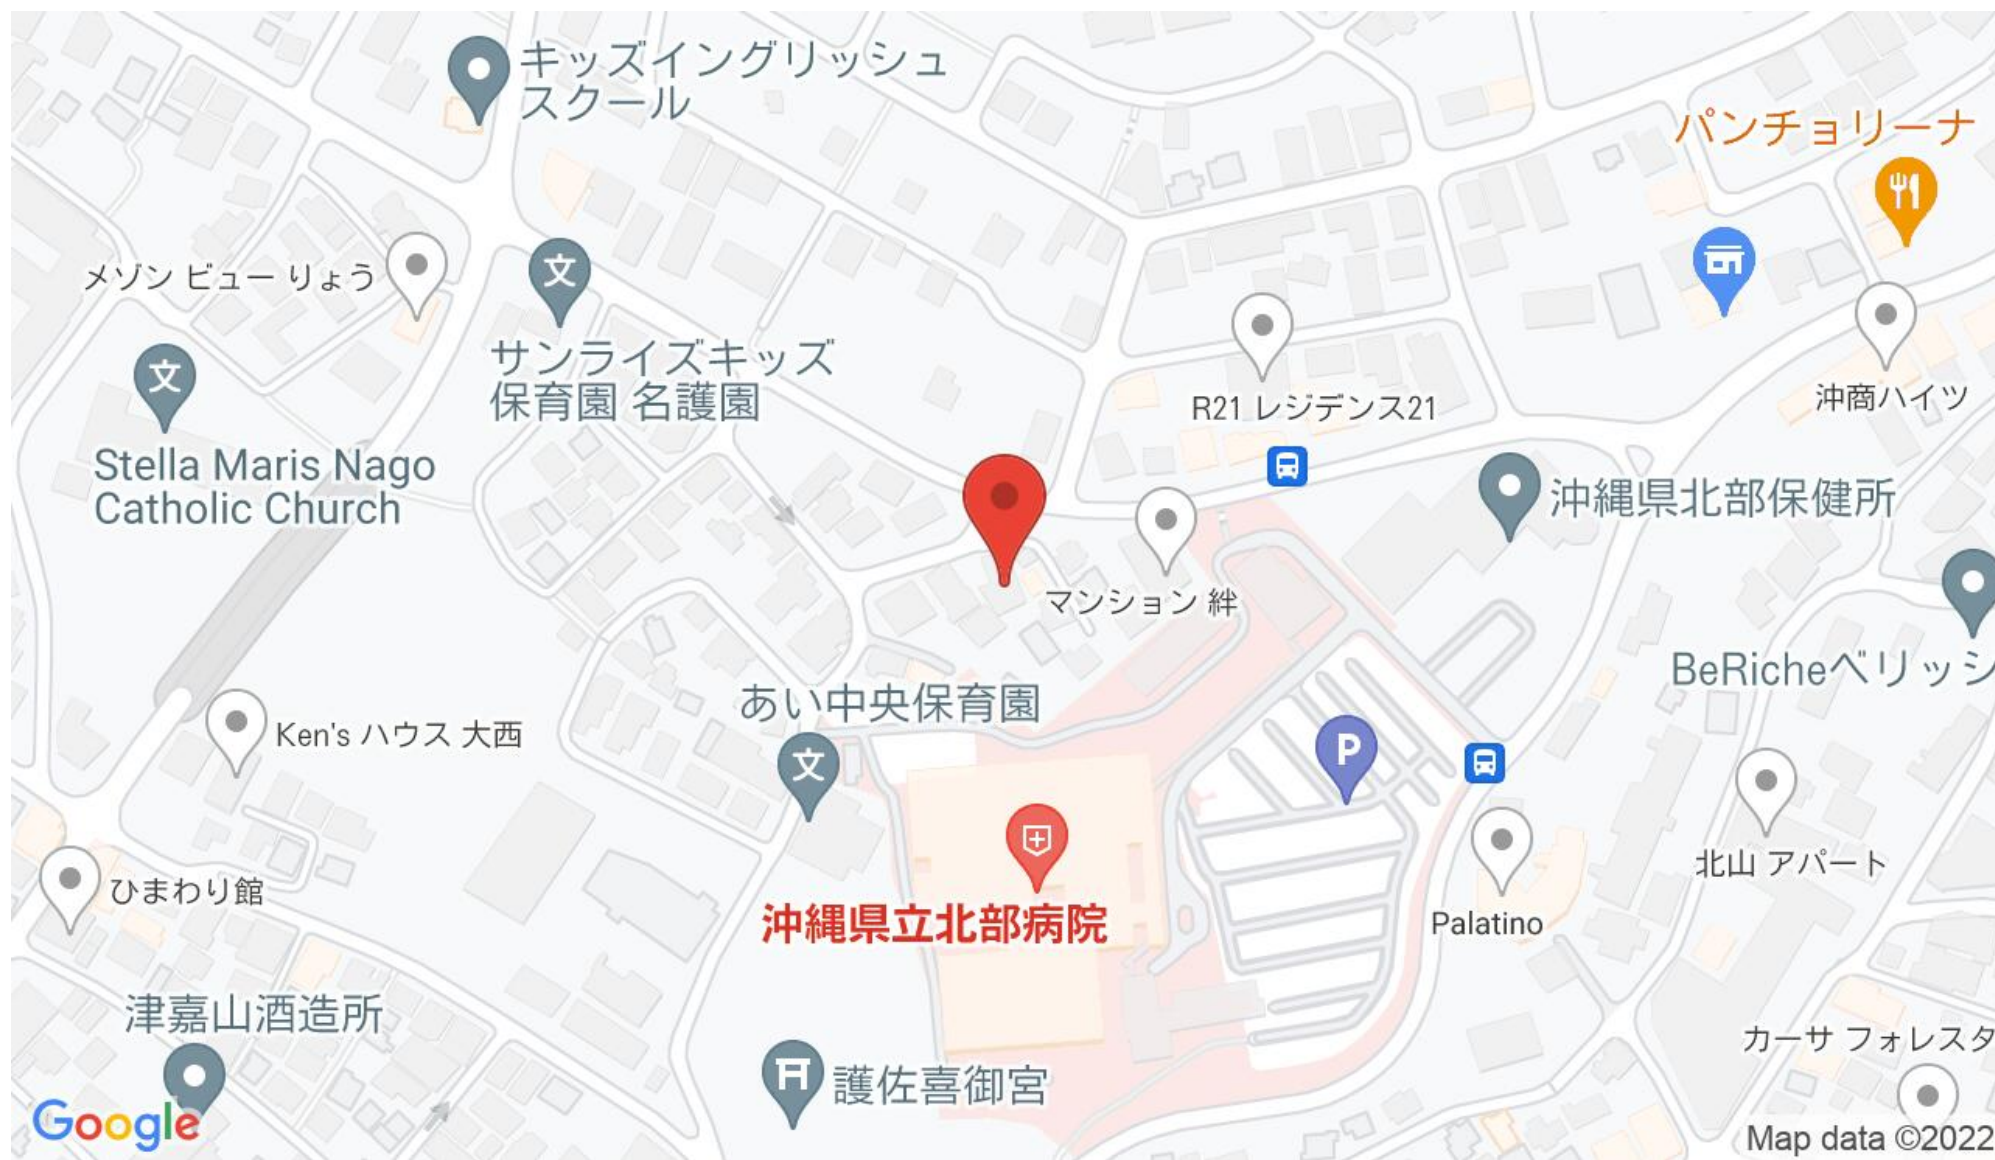 キッズイングリッシュ
スクール
パンチョリーナ
メゾン ビュー りょう
文
サンライズキッズ
保育園 名護園
文
R21 レジデンス21
沖商ハイツ
Stella Maris Nago
Catholic Church
沖縄県北部保健所
マンション 絆
BeRicheベリッシ
あい中央保育園
Ken's ハウス 大西
文
P
北山 アパート
ひまわり館
沖縄県立北部病院
Palatino
津嘉山酒造所
カーサ フォレスタ
護佐喜御宮
Google
Map data ©2022